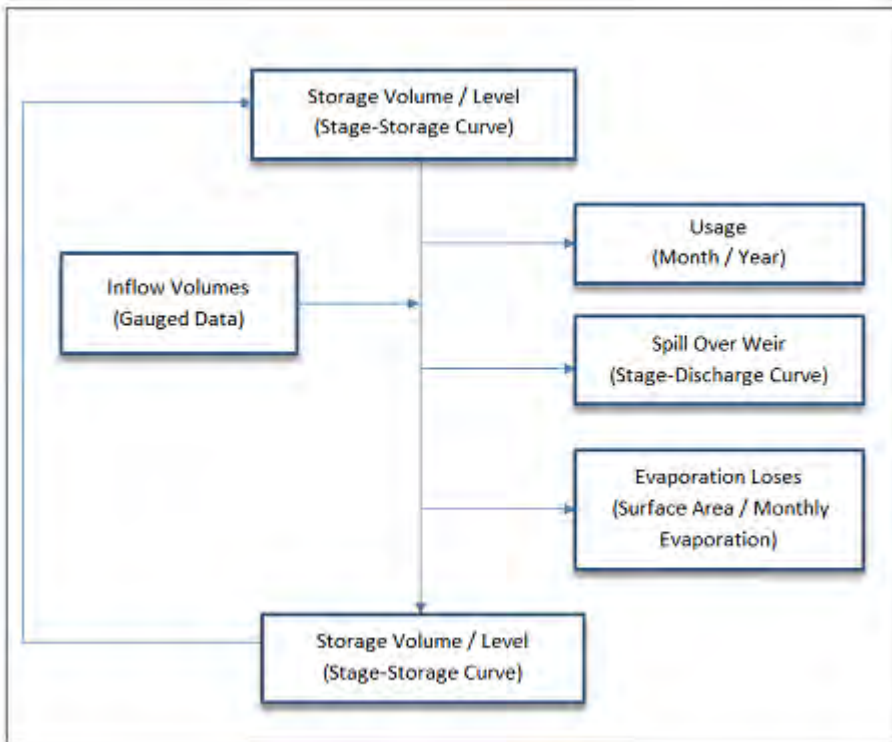 Storage Volume / Level
(Stage-Storage Curve)
Usage
(Month / Year)
Inflow Volumes
(Gauged Data)
Spill Over Weir
(Stage-Discharge Curve)
Evaporation Loses
(Surface Area / Monthly
Evaporation)
Storage Volume / Level
(Stage-Storage Curve)